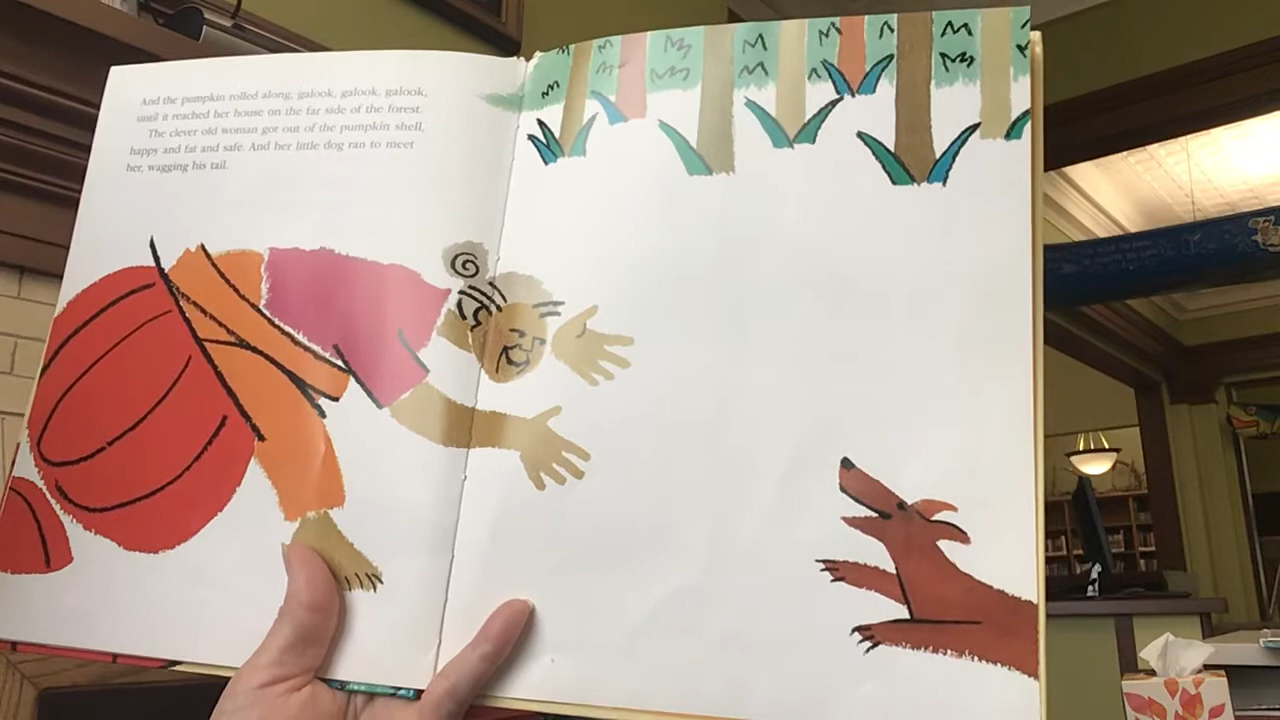 And the pumpkin rolled along, galook, galook, galook,
until it reached her house on the far side of the forest.
The clever old woman got out of the pumpkin shell,
happy and fat and safe. And her little dog ran to meet
her, wagging his tail.